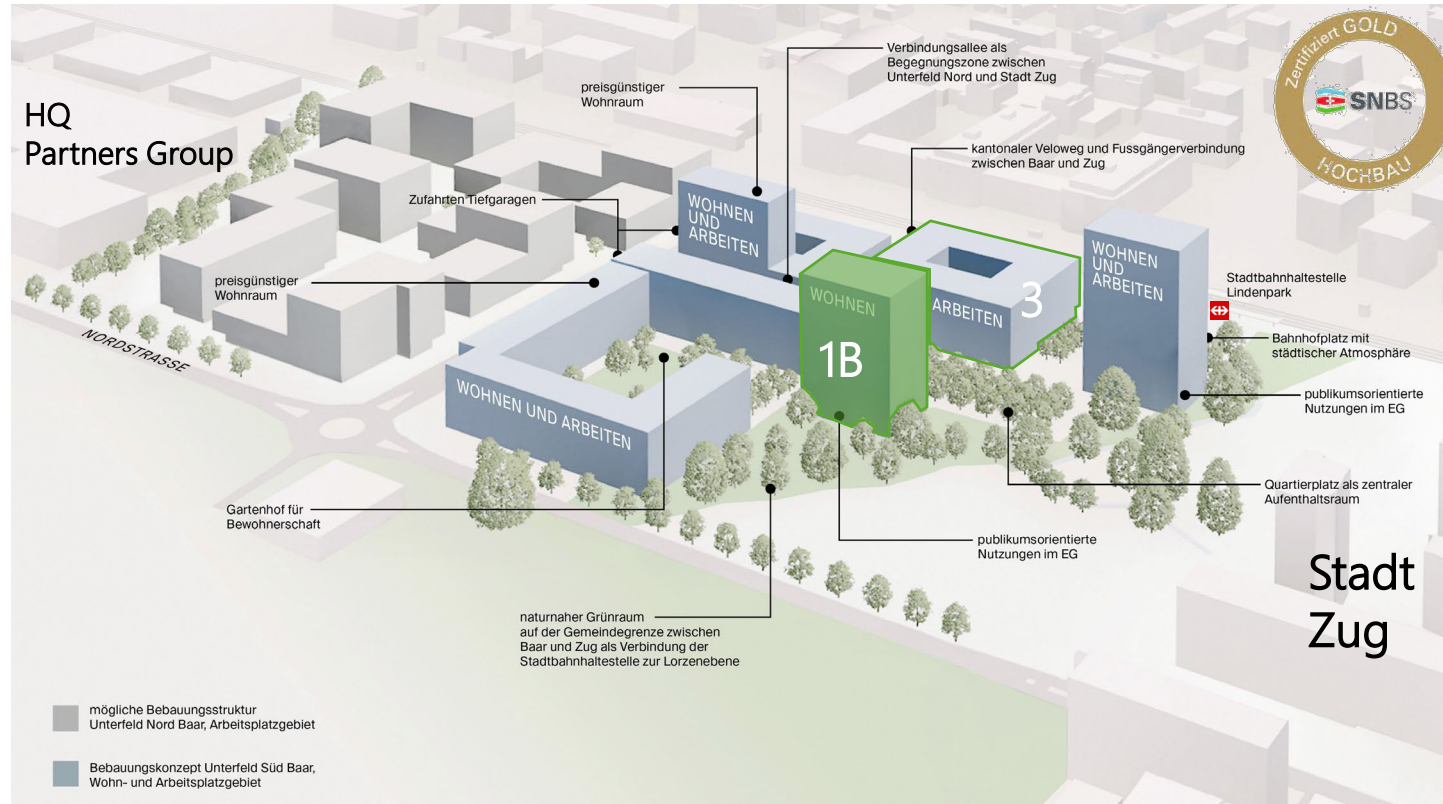 HQ
Partners Group
preisgünstiger
Wohnraum
Verbindungsallee als
Begegnungszone zwischen
Unterfeld Nord und Stadt Zug
Zertifiziert GOLD
SNBS
HOCHBAU
kantonaler Veloweg und Fussgängerverbindung
zwischen Baar und Zug
Zufahrten Tiefgaragen
WOHNEN
UND
ARBEITEN
WOHNEN
UND
ARBEITEN
preisgünstiger
Wohnraum
WOHNEN
1B
ARBEITEN
3
Stadtbahnhaltestelle
Lindenpark
Bahnhofplatz mit
städtischer Atmosphäre
NORDSTRASSE
WOHNEN UND ARBEITEN
publikumsorientierte
Nutzungen im EG
Quartierplatz als zentraler
Aufenthaltsraum
Gartenhof für
Bewohnerschaft
publikumsorientierte
Nutzungen im EG
Stadt
Zug
naturnaher Grünraum
auf der Gemeindegrenze zwischen
Baar und Zug als Verbindung der
Stadtbahnhaltestelle zur Lorzenebene
mögliche Bebauungsstruktur
Unterfeld Nord Baar, Arbeitsplatzgebiet
Bebauungskonzept Unterfeld Süd Baar,
Wohn- und Arbeitsplatzgebiet